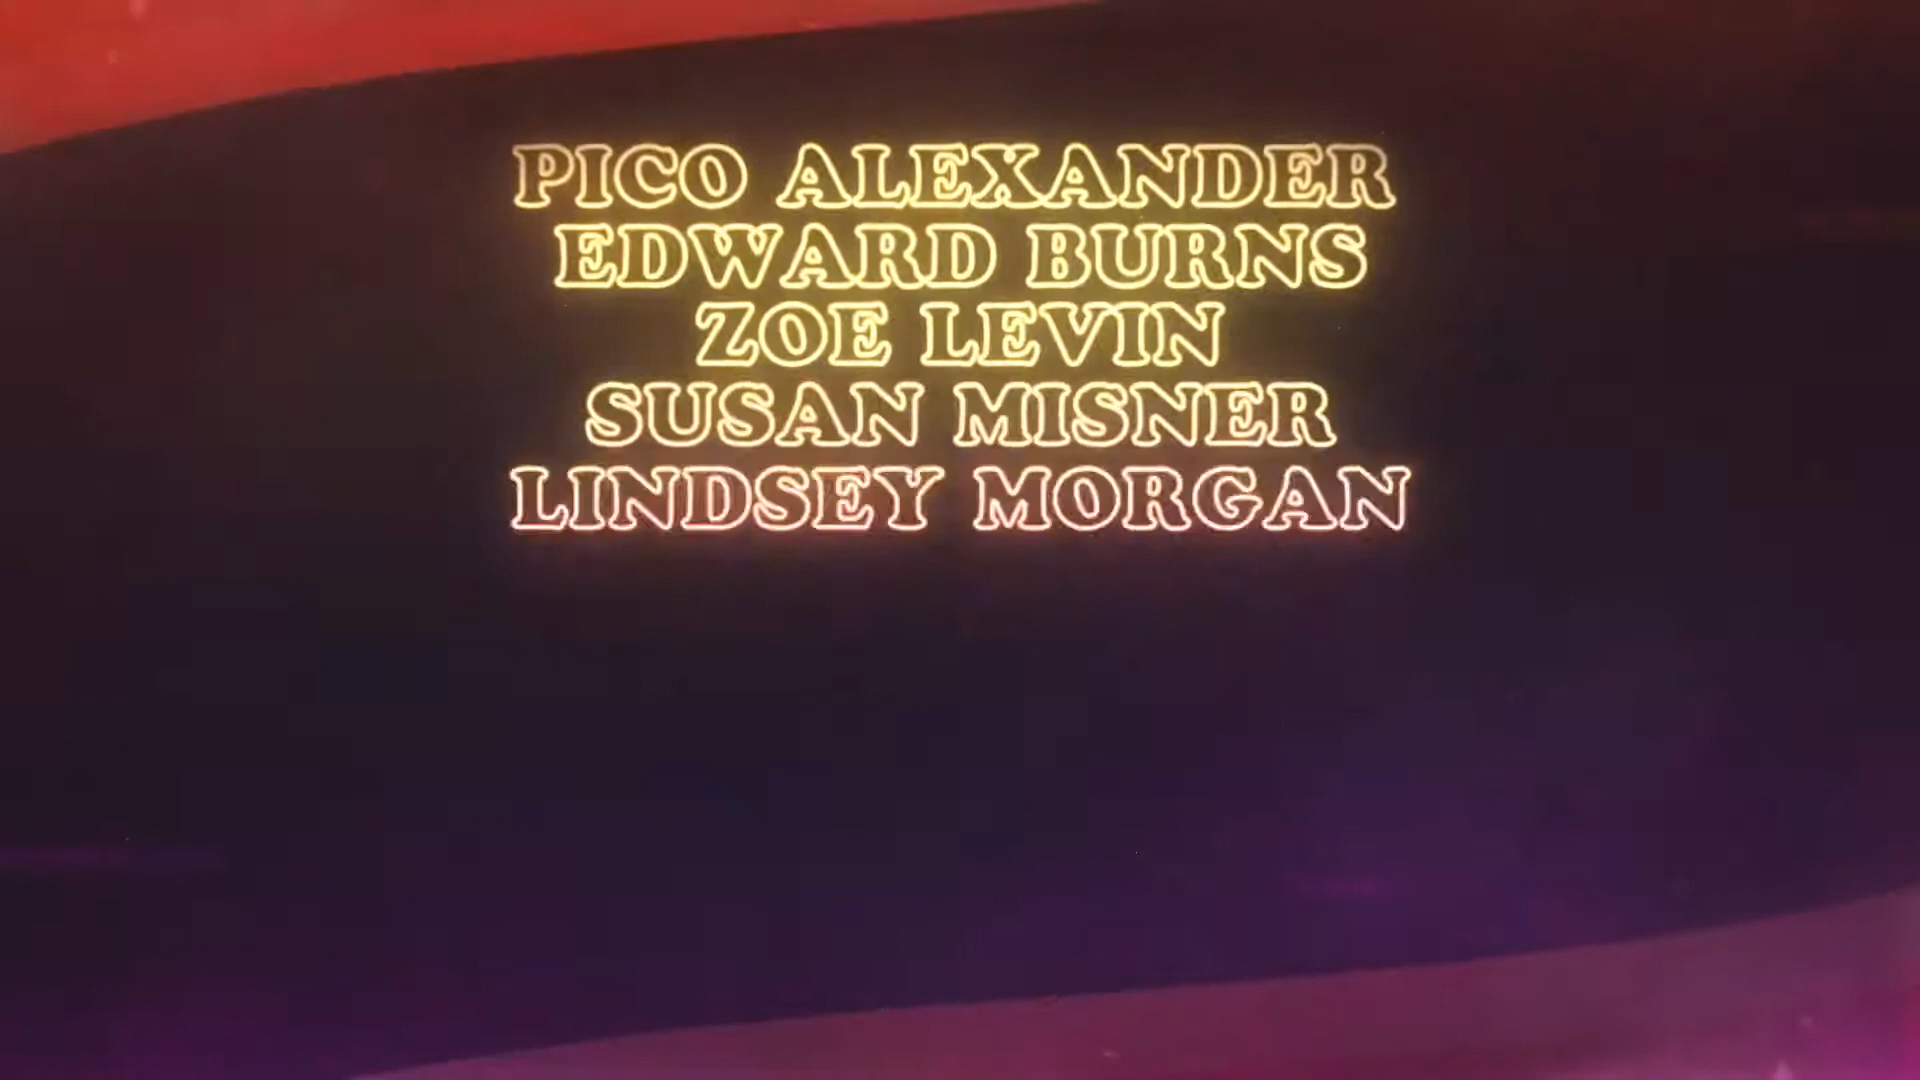 PICO ALEXANDER
EDWARD BURNS
ZOE LEVIN
SUSAN MISNER
LINDSEY MORGAN